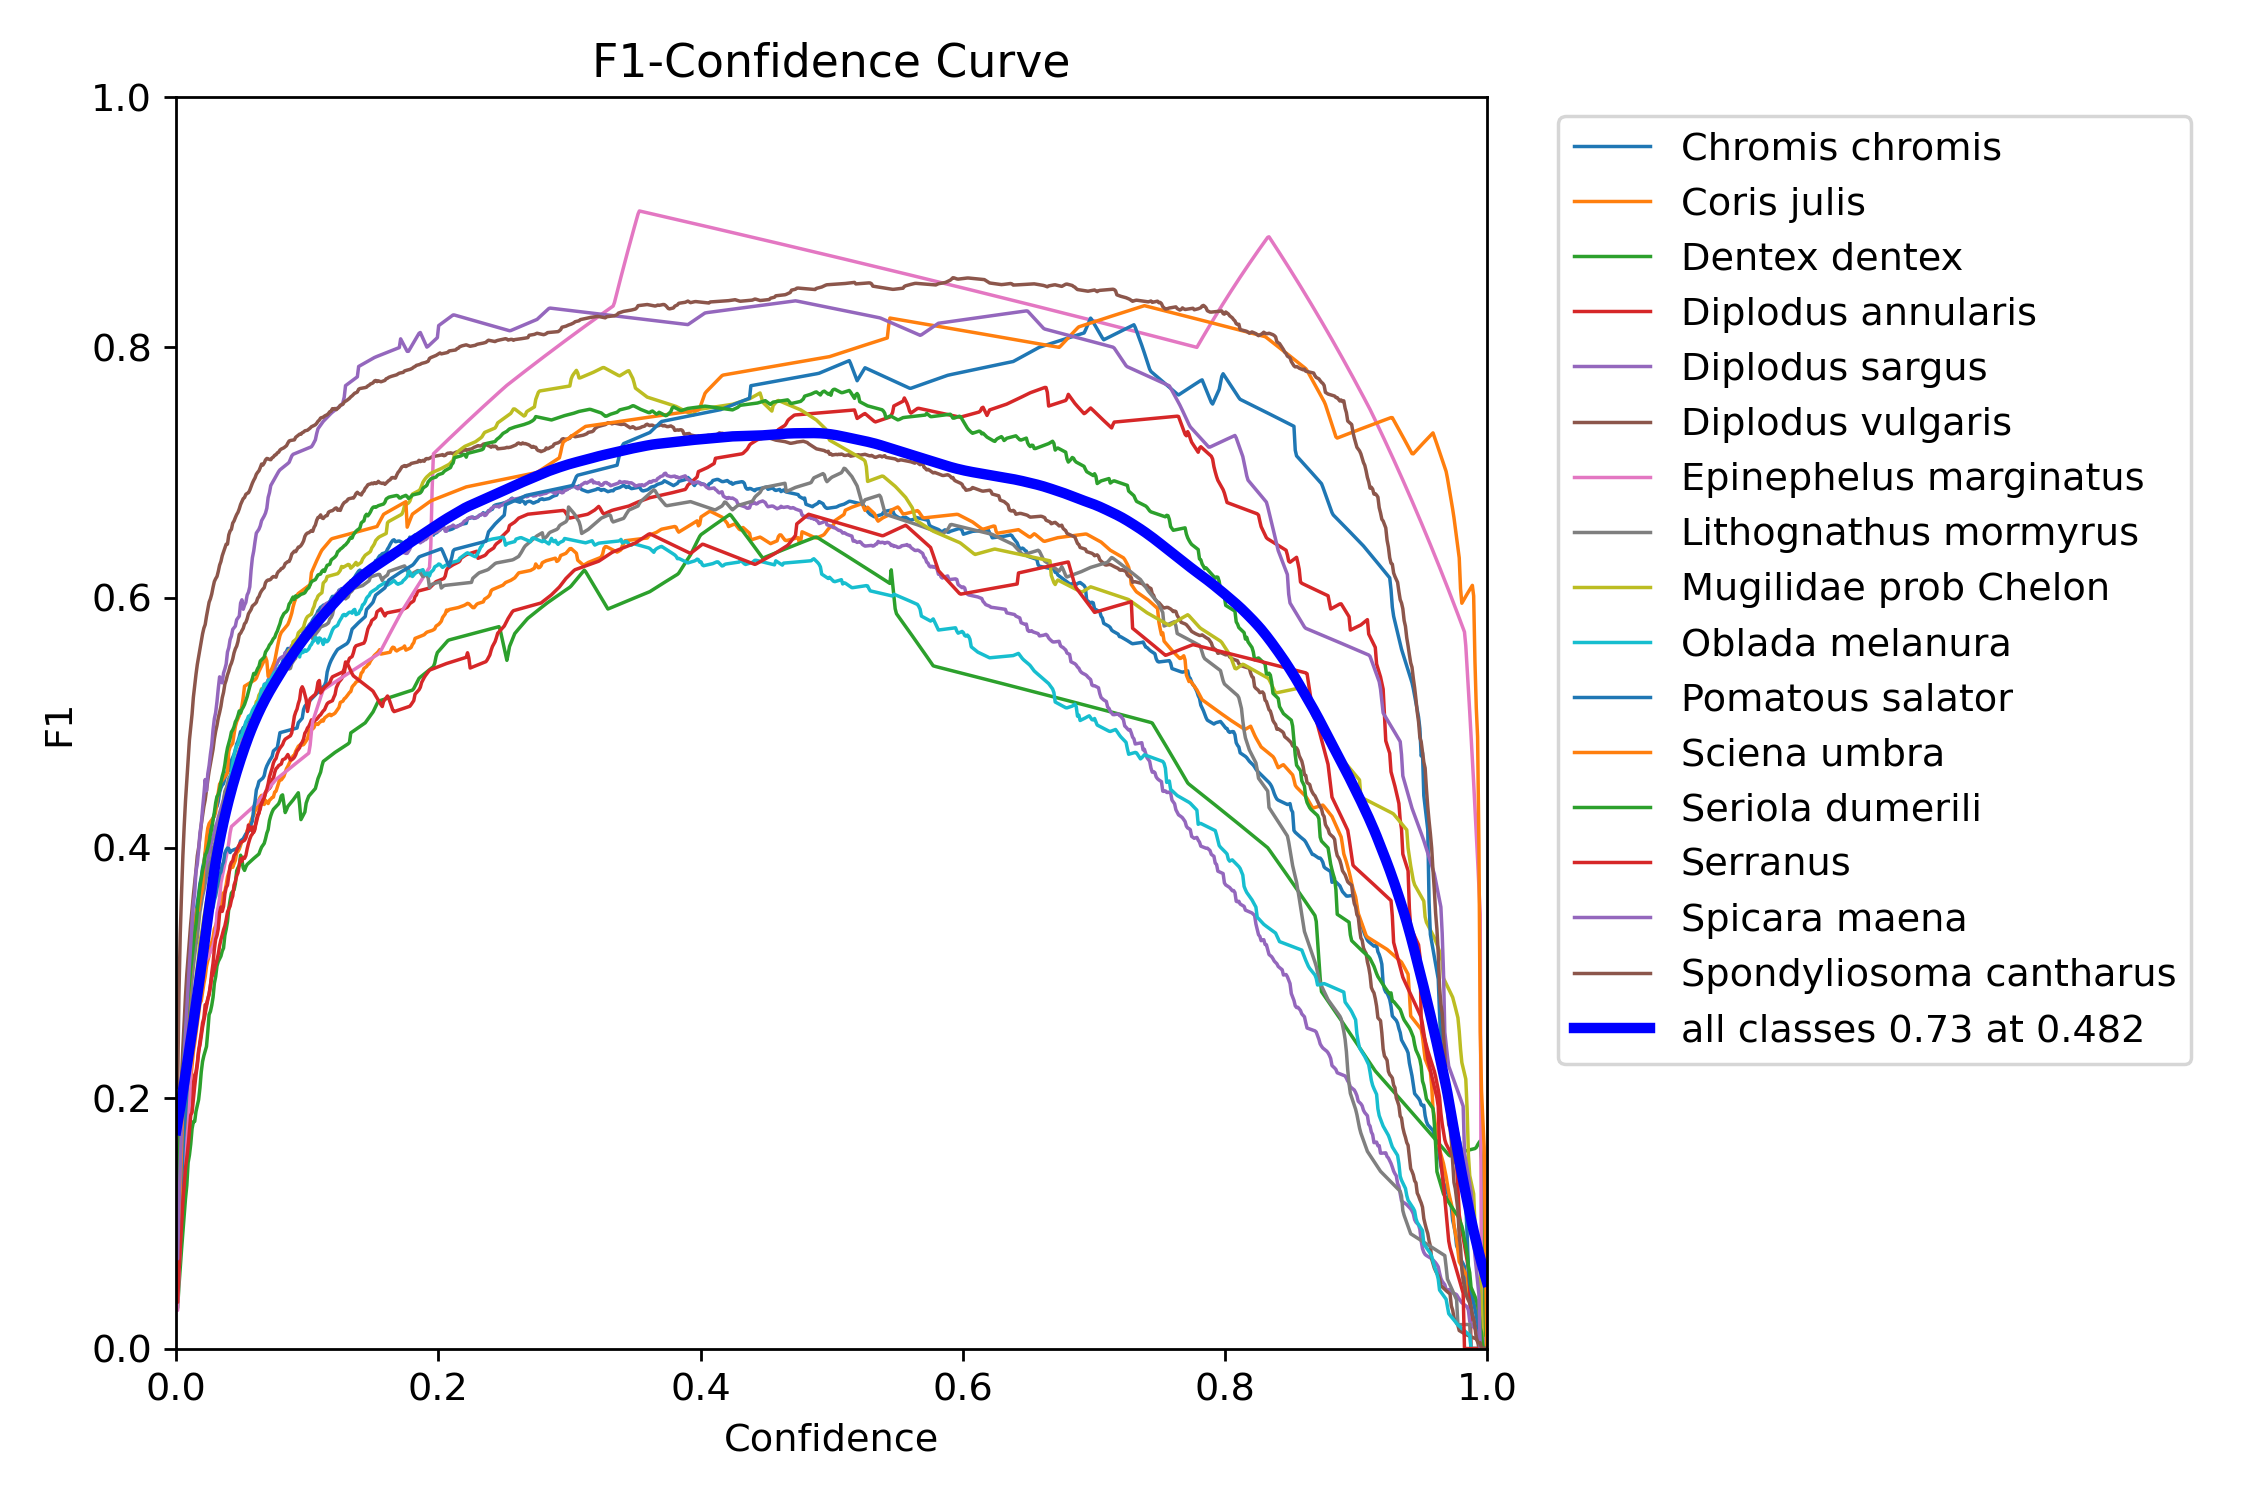 F1-Confidence Curve
1.0
0.8
0.6
0.4
0.2
0.0
F1
0.0 0.2 0.4 0.6 0.8 1.0
Confidence
Chromis chromis
Coris julis
Dentex dentex
Diplodus annularis
Diplodus sargus
Diplodus vulgaris
Epinephelus marginatus
Lithognathus mormyrus
Mugilidae prob Chelon
Oblada melanura
Pomatous salator
Sciena umbra
Seriola dumerili
Serranus
Spicara maena
Spondyliosoma cantharus
all classes 0.73 at 0.482